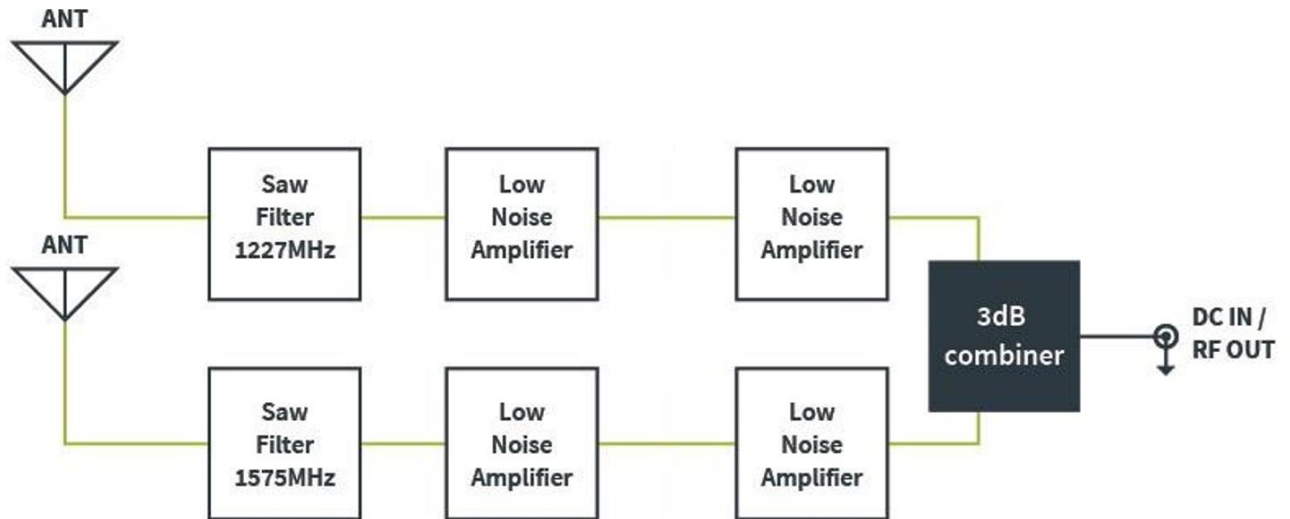 ANT
Saw
Filter
1227MHz
Low
Noise
Amplifier
Low
Noise
Amplifier
ANT
Saw
Filter
1575MHz
Low
Noise
Amplifier
Low
Noise
Amplifier
3dB
combiner
DC IN /
RF OUT